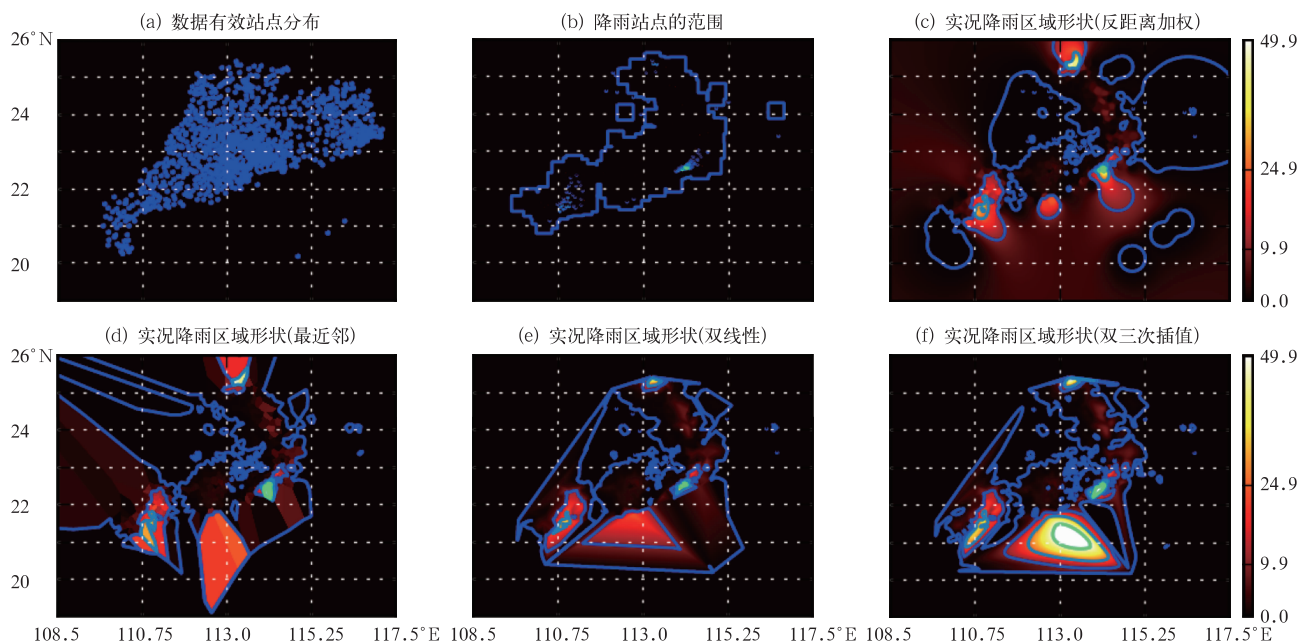 (a) 数据有效站点分布
(b) 降雨站点的范围
(c) 实况降雨区域形状(反距离加权)
26°N
24
22
20
49.9
24.9
9.9
0.0
(d) 实况降雨区域形状(最近邻)
(e) 实况降雨区域形状(双线性)
(f) 实况降雨区域形状(双三次插值)
26°N
24
22
20
49.9
24.9
9.9
0.0
108.5 110.75 113.0 115.25 117.5°E
108.5 110.75 113.0 115.25 117.5°E
108.5 110.75 113.0 115.25 117.5°E